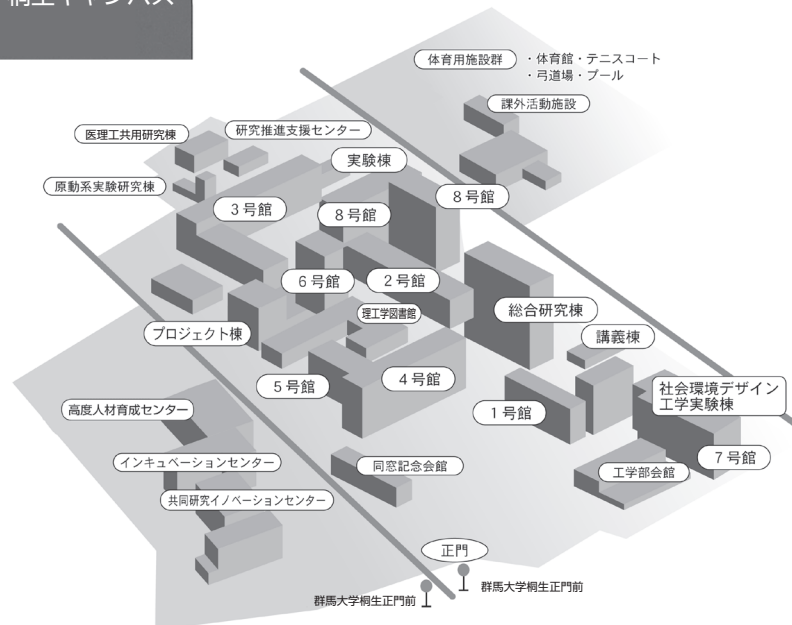 桐生キャンパス
体育用施設群
・体育館・テニスコート
・弓道場・プール
課外活動施設
医理工共用研究棟
研究推進支援センター
実験棟
原動系実験研究棟
3号館
8号館
8号館
6号館
2号館
理工学図書館
総合研究棟
プロジェクト棟
講義棟
5号館
4号館
社会環境デザイン
工学実験棟
高度人材育成センター
1号館
7号館
インキュベーションセンター
同窓記念会館
工学部会館
共同研究イノベーションセンター
正門
群馬大学桐生正門前
群馬大学桐生正門前